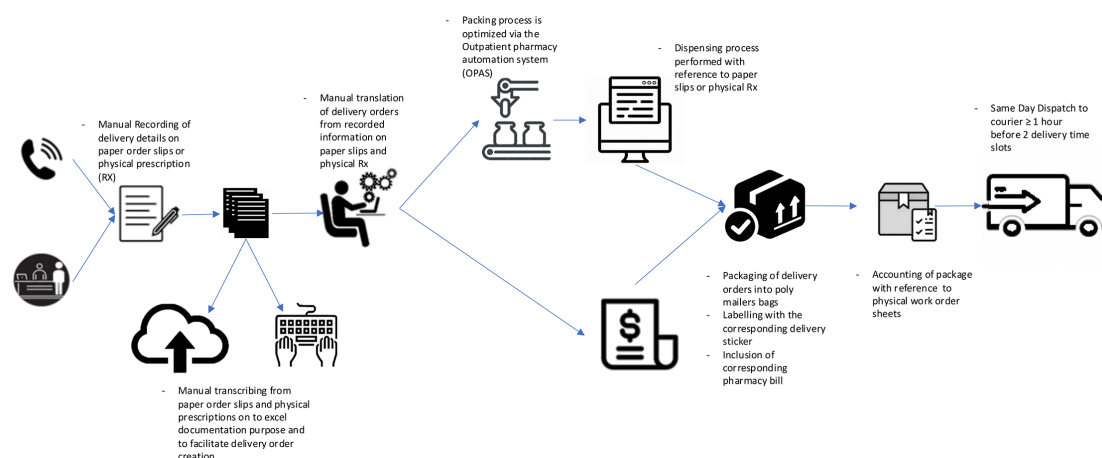 - Manual Recording of
delivery details on
paper order slips or
physical prescription
(RX)
- Manual transcribing from
paper order slips and physical
prescriptions on to excel
documentation purpose and
to facilitate delivery order
creation
- Manual translation
of delivery orders
from recorded
information on
paper slips and
physical Rx
- Packing process is
optimized via the
Outpatient pharmacy
automation system
(OPAS)
- Dispensing process
performed with
reference to paper
slips or physical Rx
$
- Packaging of delivery
orders into poly
mailers bags
- Labelling with the
corresponding delivery
sticker
- Inclusion of
corresponding
pharmacy bill
- Accounting of package
with reference to
physical work order
sheets
- Same Day Dispatch to
courier ≥ 1 hour
before 2 delivery time
slots